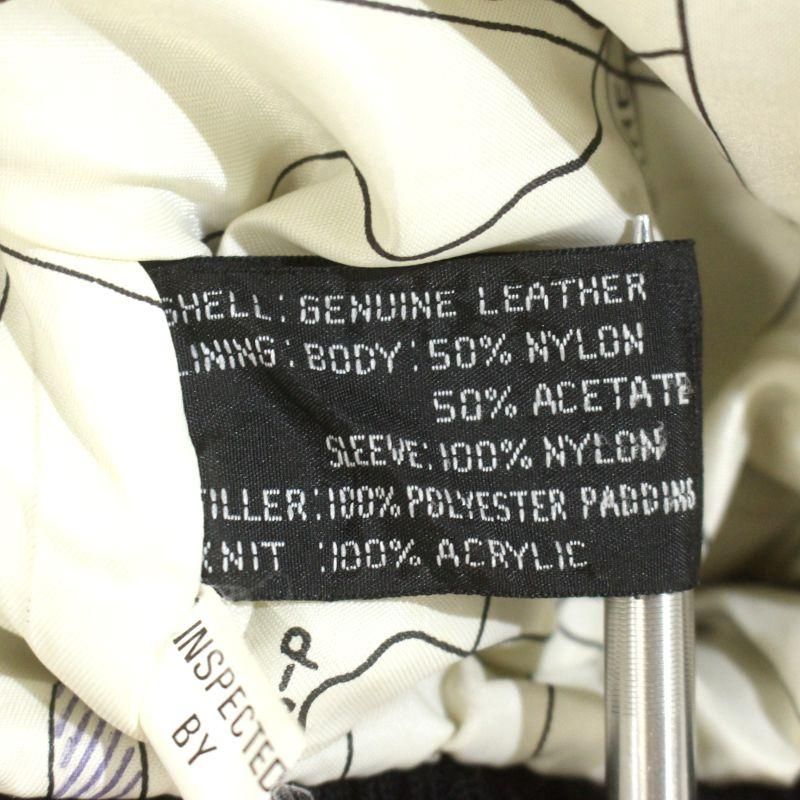 SHELL: GENUINE LEATHER
LINING: BODY: 50% NYLON
50% ACETATE
SLEEVE: 100% NYLON
FILLER: 100% POLYESTER PADDING
KNIT : 100% ACRYLIC
INSPECTED
BY